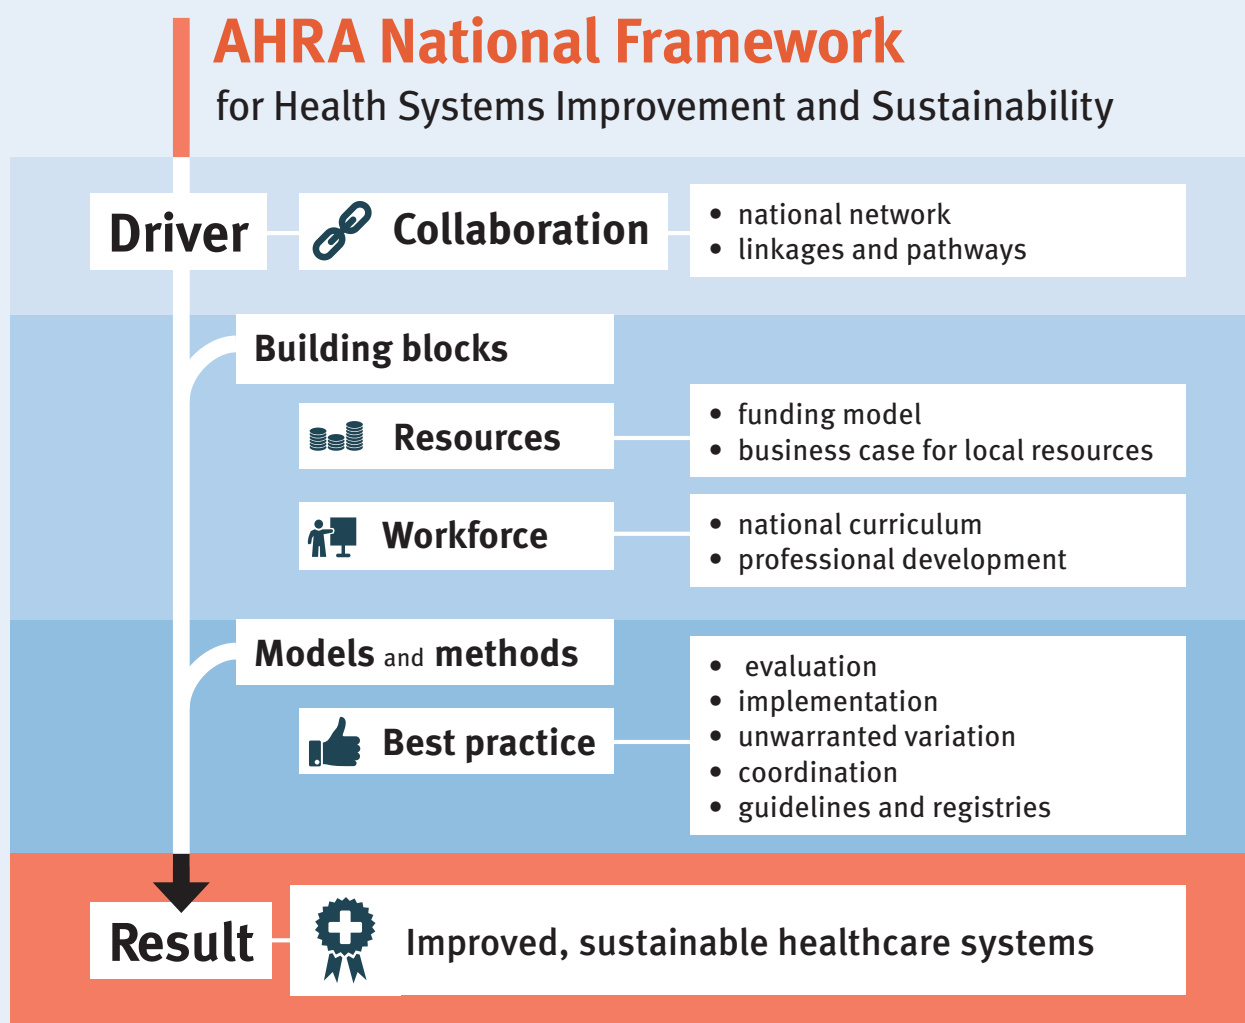 AHRA National Framework
for Health Systems Improvement and Sustainability
Driver
Collaboration
• national network
• linkages and pathways
Building blocks
Resources
• funding model
• business case for local resources
Workforce
• national curriculum
• professional development
Models and methods
Best practice
• evaluation
• implementation
• unwarranted variation
• coordination
• guidelines and registries
Result
Improved, sustainable healthcare systems